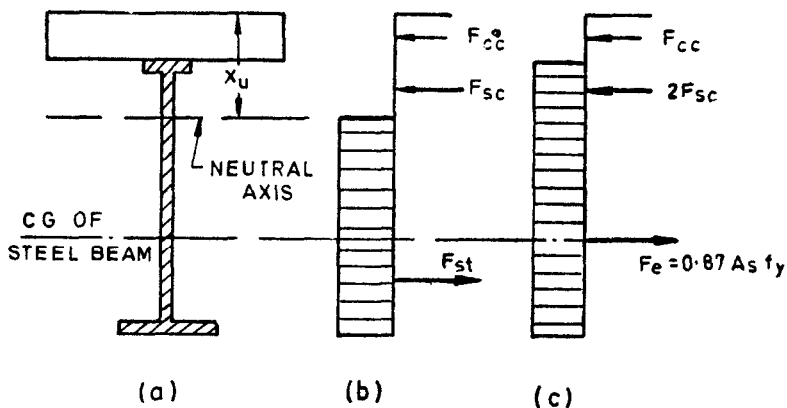 xu
NEUTRAL
AXIS
CG OF
STEEL BEAM
Fcc
Fsc
Fst
Fcc
2Fsc
Fe = 0.87 As fy
(a)
(b)
(c)